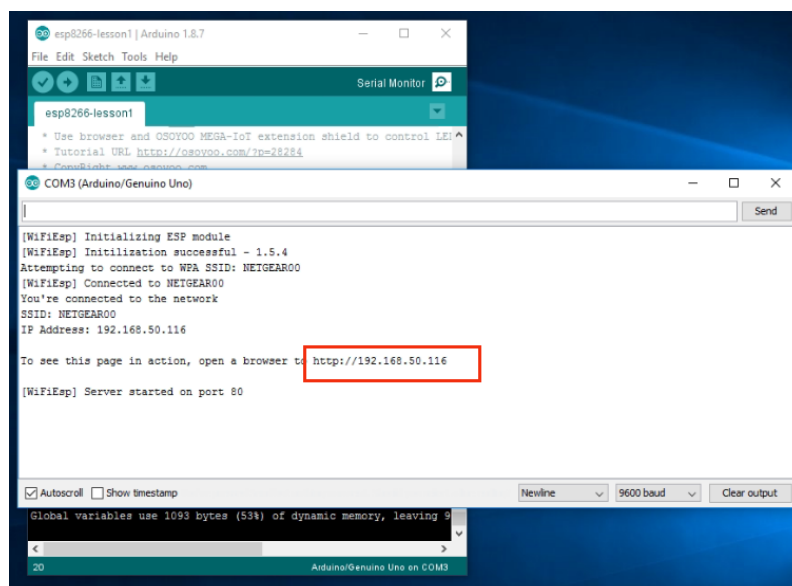 esp8266-lesson1 | Arduino 1.8.7
File Edit Sketch Tools Help
Serial Monitor
esp8266-lesson1
* Use browser and OSOYOO MEGA-IoT extension shield to control LE
* Tutorial URL http://osoyoo.com/?p=28284
* CopyRight www.osoyoo.com
COM3 (Arduino/Genuino Uno)
Send
[WiFiEsp] Initializing ESP module
[WiFiEsp] Initilization successful - 1.5.4
Attempting to connect to WPA SSID: NETGEAR00
[WiFiEsp] Connected to NETGEAR00
You're connected to the network
SSID: NETGEAR00
IP Address: 192.168.50.116
To see this page in action, open a browser to http://192.168.50.116
[WiFiEsp] Server started on port 80
Autoscroll Show timestamp Newline 9600 baud Clear output
Global variables use 1093 bytes (53%) of dynamic memory, leaving 9
20 Arduino/Genuino Uno on COM3